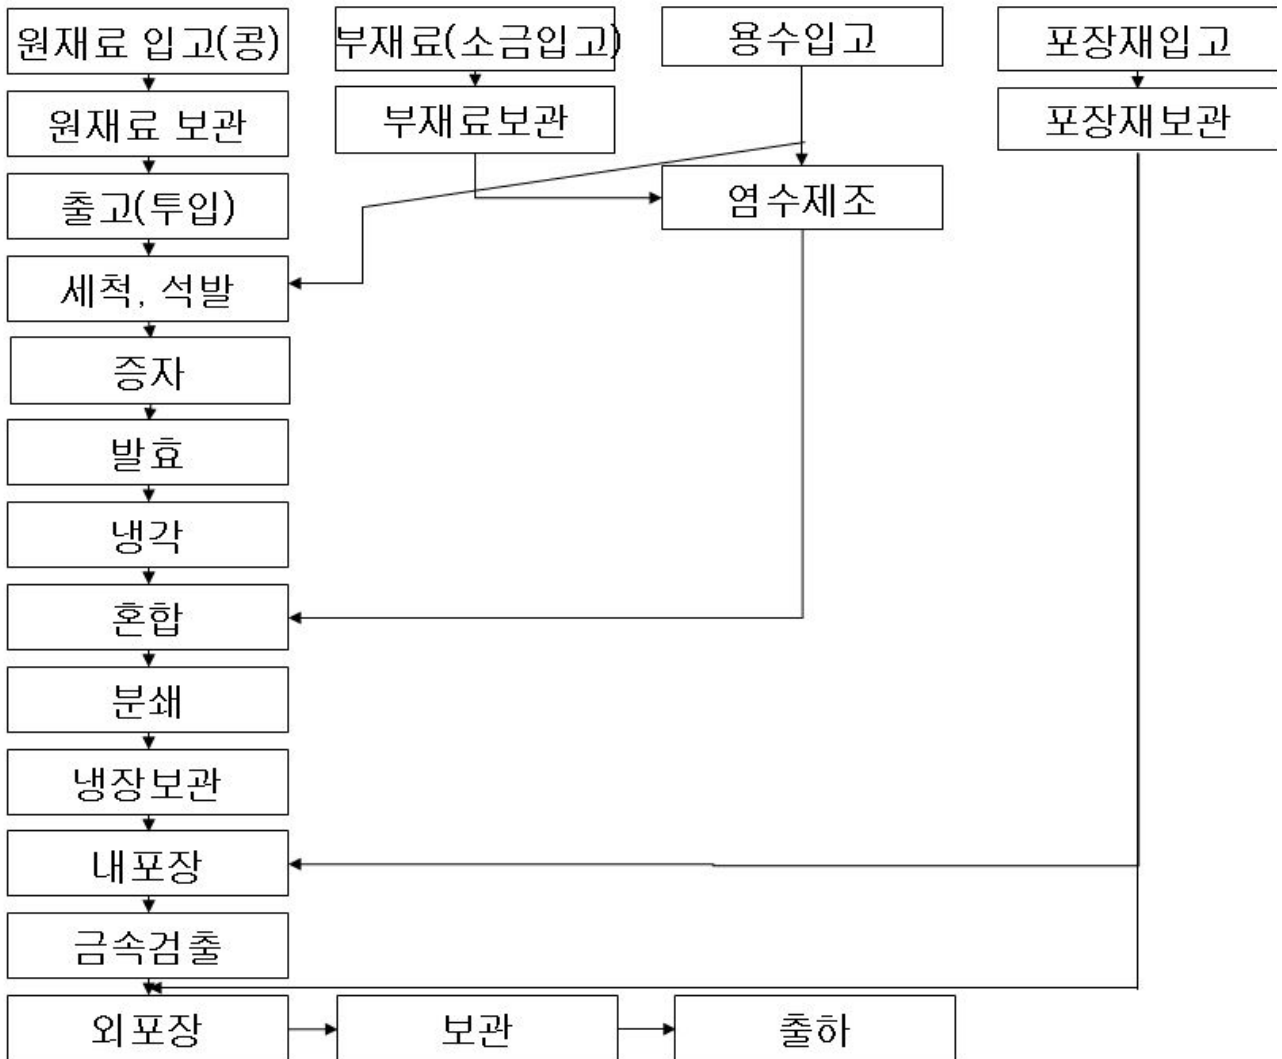 원재료 입고(콩)
부재료(소금입고)
용수입고
포장재입고
원재료 보관
부재료보관
포장재보관
출고(투입)
염수제조
세척, 석발
증자
발효
냉각
혼합
분쇄
냉장보관
내포장
금속검출
외포장
보관
출하